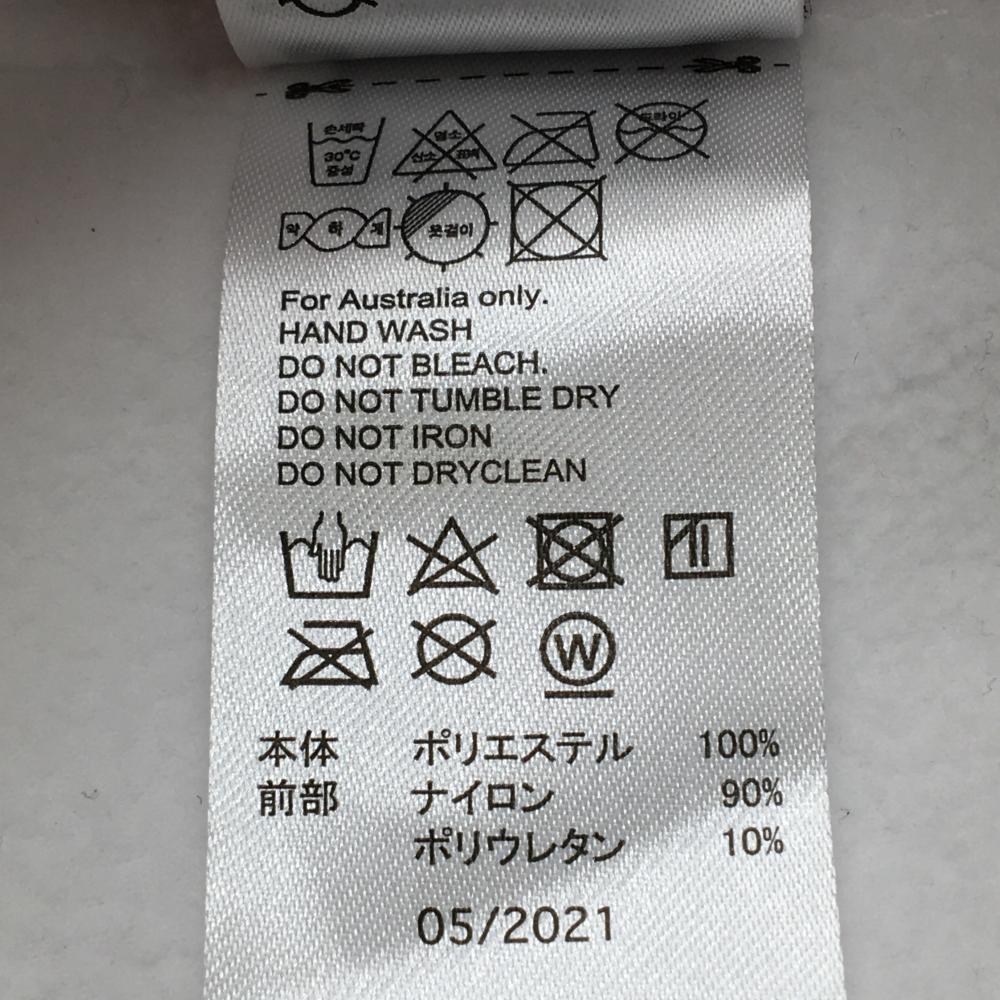 손세탁
30°C
중성
염소
산소 표백
드라이
약 하 게
옷걸이
For Australia only.
HAND WASH
DO NOT BLEACH.
DO NOT TUMBLE DRY
DO NOT IRON
DO NOT DRYCLEAN
W
本体 ポリエステル 100%
前部 ナイロン 90%
ポリウレタン 10%
05/2021